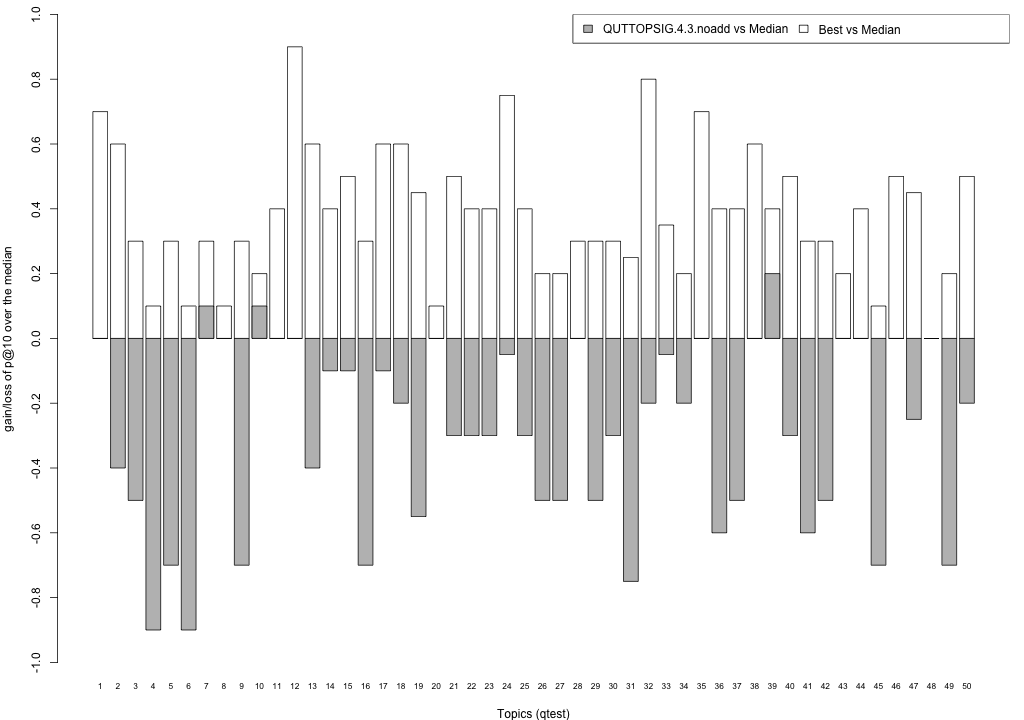 QUTTOPSIG.4.3.noadd vs Median Best vs Median
1.0
0.8
0.6
0.4
0.2
0.0
-0.2
-0.4
-0.6
-0.8
-1.0
gain/loss of p@10 over the median
1 2 3 4 5 6 7 8 9 10 11 12 13 14 15 16 17 18 19 20 21 22 23 24 25 26 27 28 29 30 31 32 33 34 35 36 37 38 39 40 41 42 43 44 45 46 47 48 49 50
Topics (qtest)